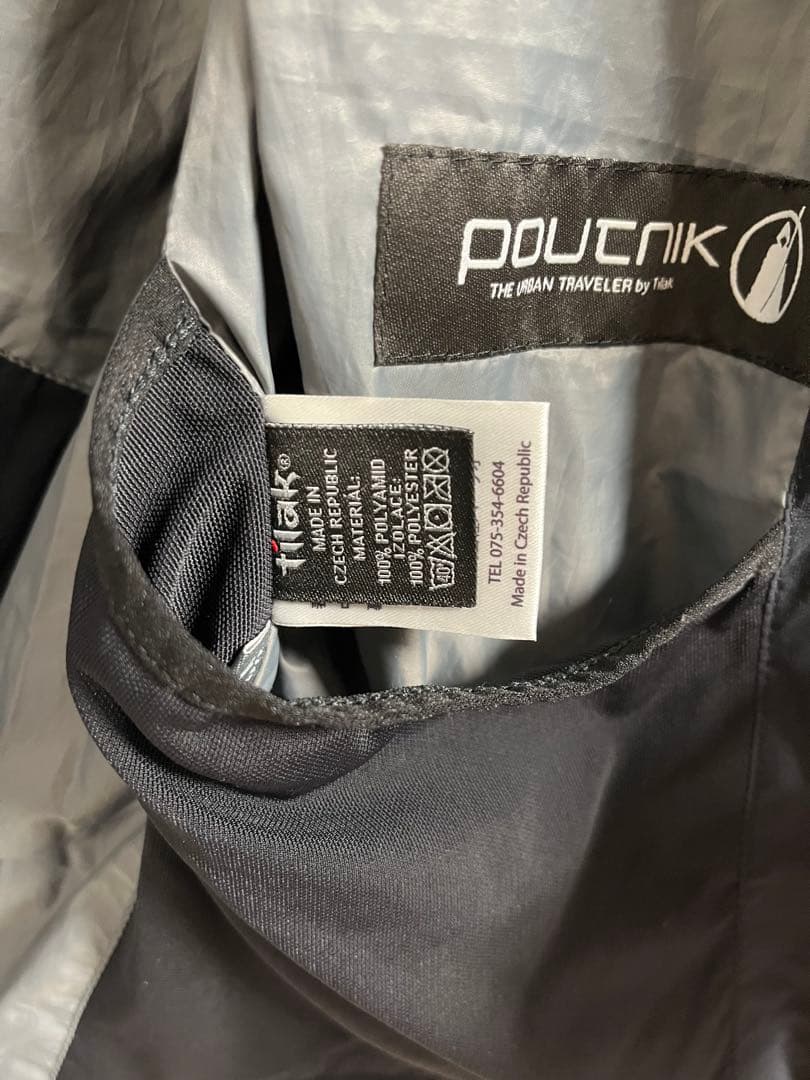 POUTNIK
THE URBAN TRAVELER by Tilak
tilak®
MADE IN
CZECH REPUBLIC
MATERIAL:
100% POLYAMID
IZOLACE:
100% POLYESTER
40°
TEL 075-354-6604
Made in Czech Republic